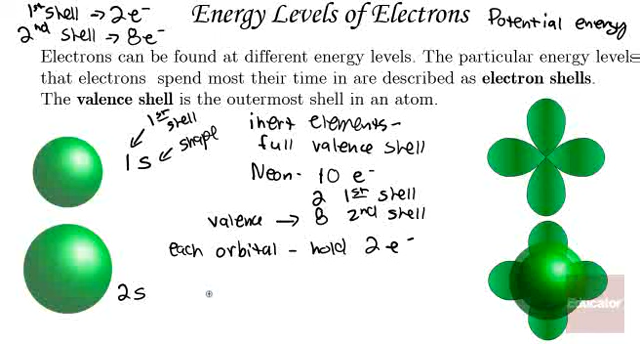 1st shell → 2e⁻
2nd shell → 8e⁻
Energy Levels of Electrons
Potential energy
Electrons can be found at different energy levels. The particular energy levels
that electrons spend most their time in are described as electron shells.
The valence shell is the outermost shell in an atom.
1st shell
1s ← shape
inert elements -
full valence shell
Neon - 10 e⁻
2 1st shell
valence → 8 2nd shell
each orbital - hold 2e⁻
2s
Educator